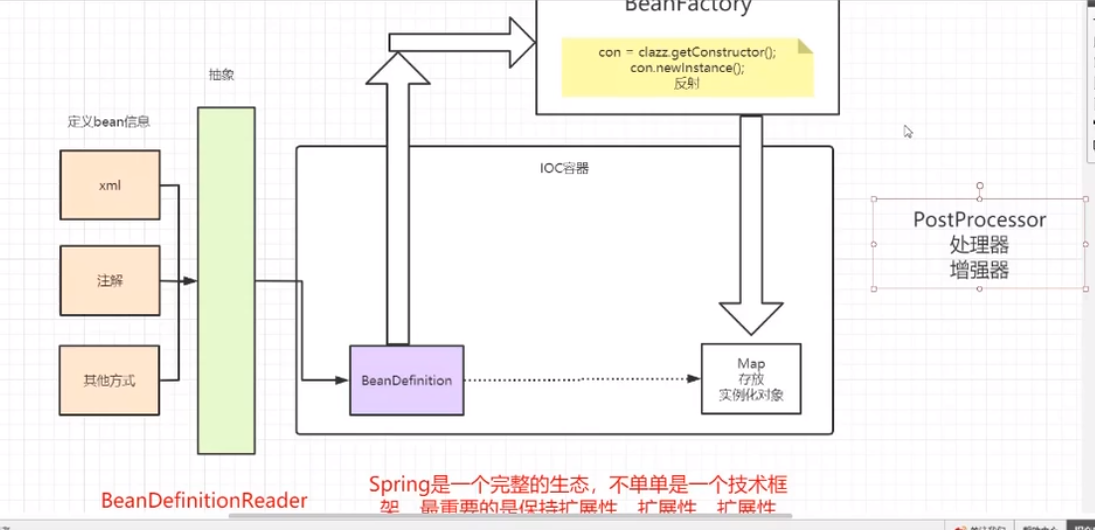 BeanFactory
con = clazz.getConstructor();
con.newInstance();
反射
抽象
定义bean信息
xml
注解
其他方式
IOC容器
PostProcessor
处理器
增强器
BeanDefinition
Map
存放
实例化对象
BeanDefinitionReader
Spring是一个完整的生态，不单单是一个技术框
架，最重要的是保持扩展性，扩展性，扩展性